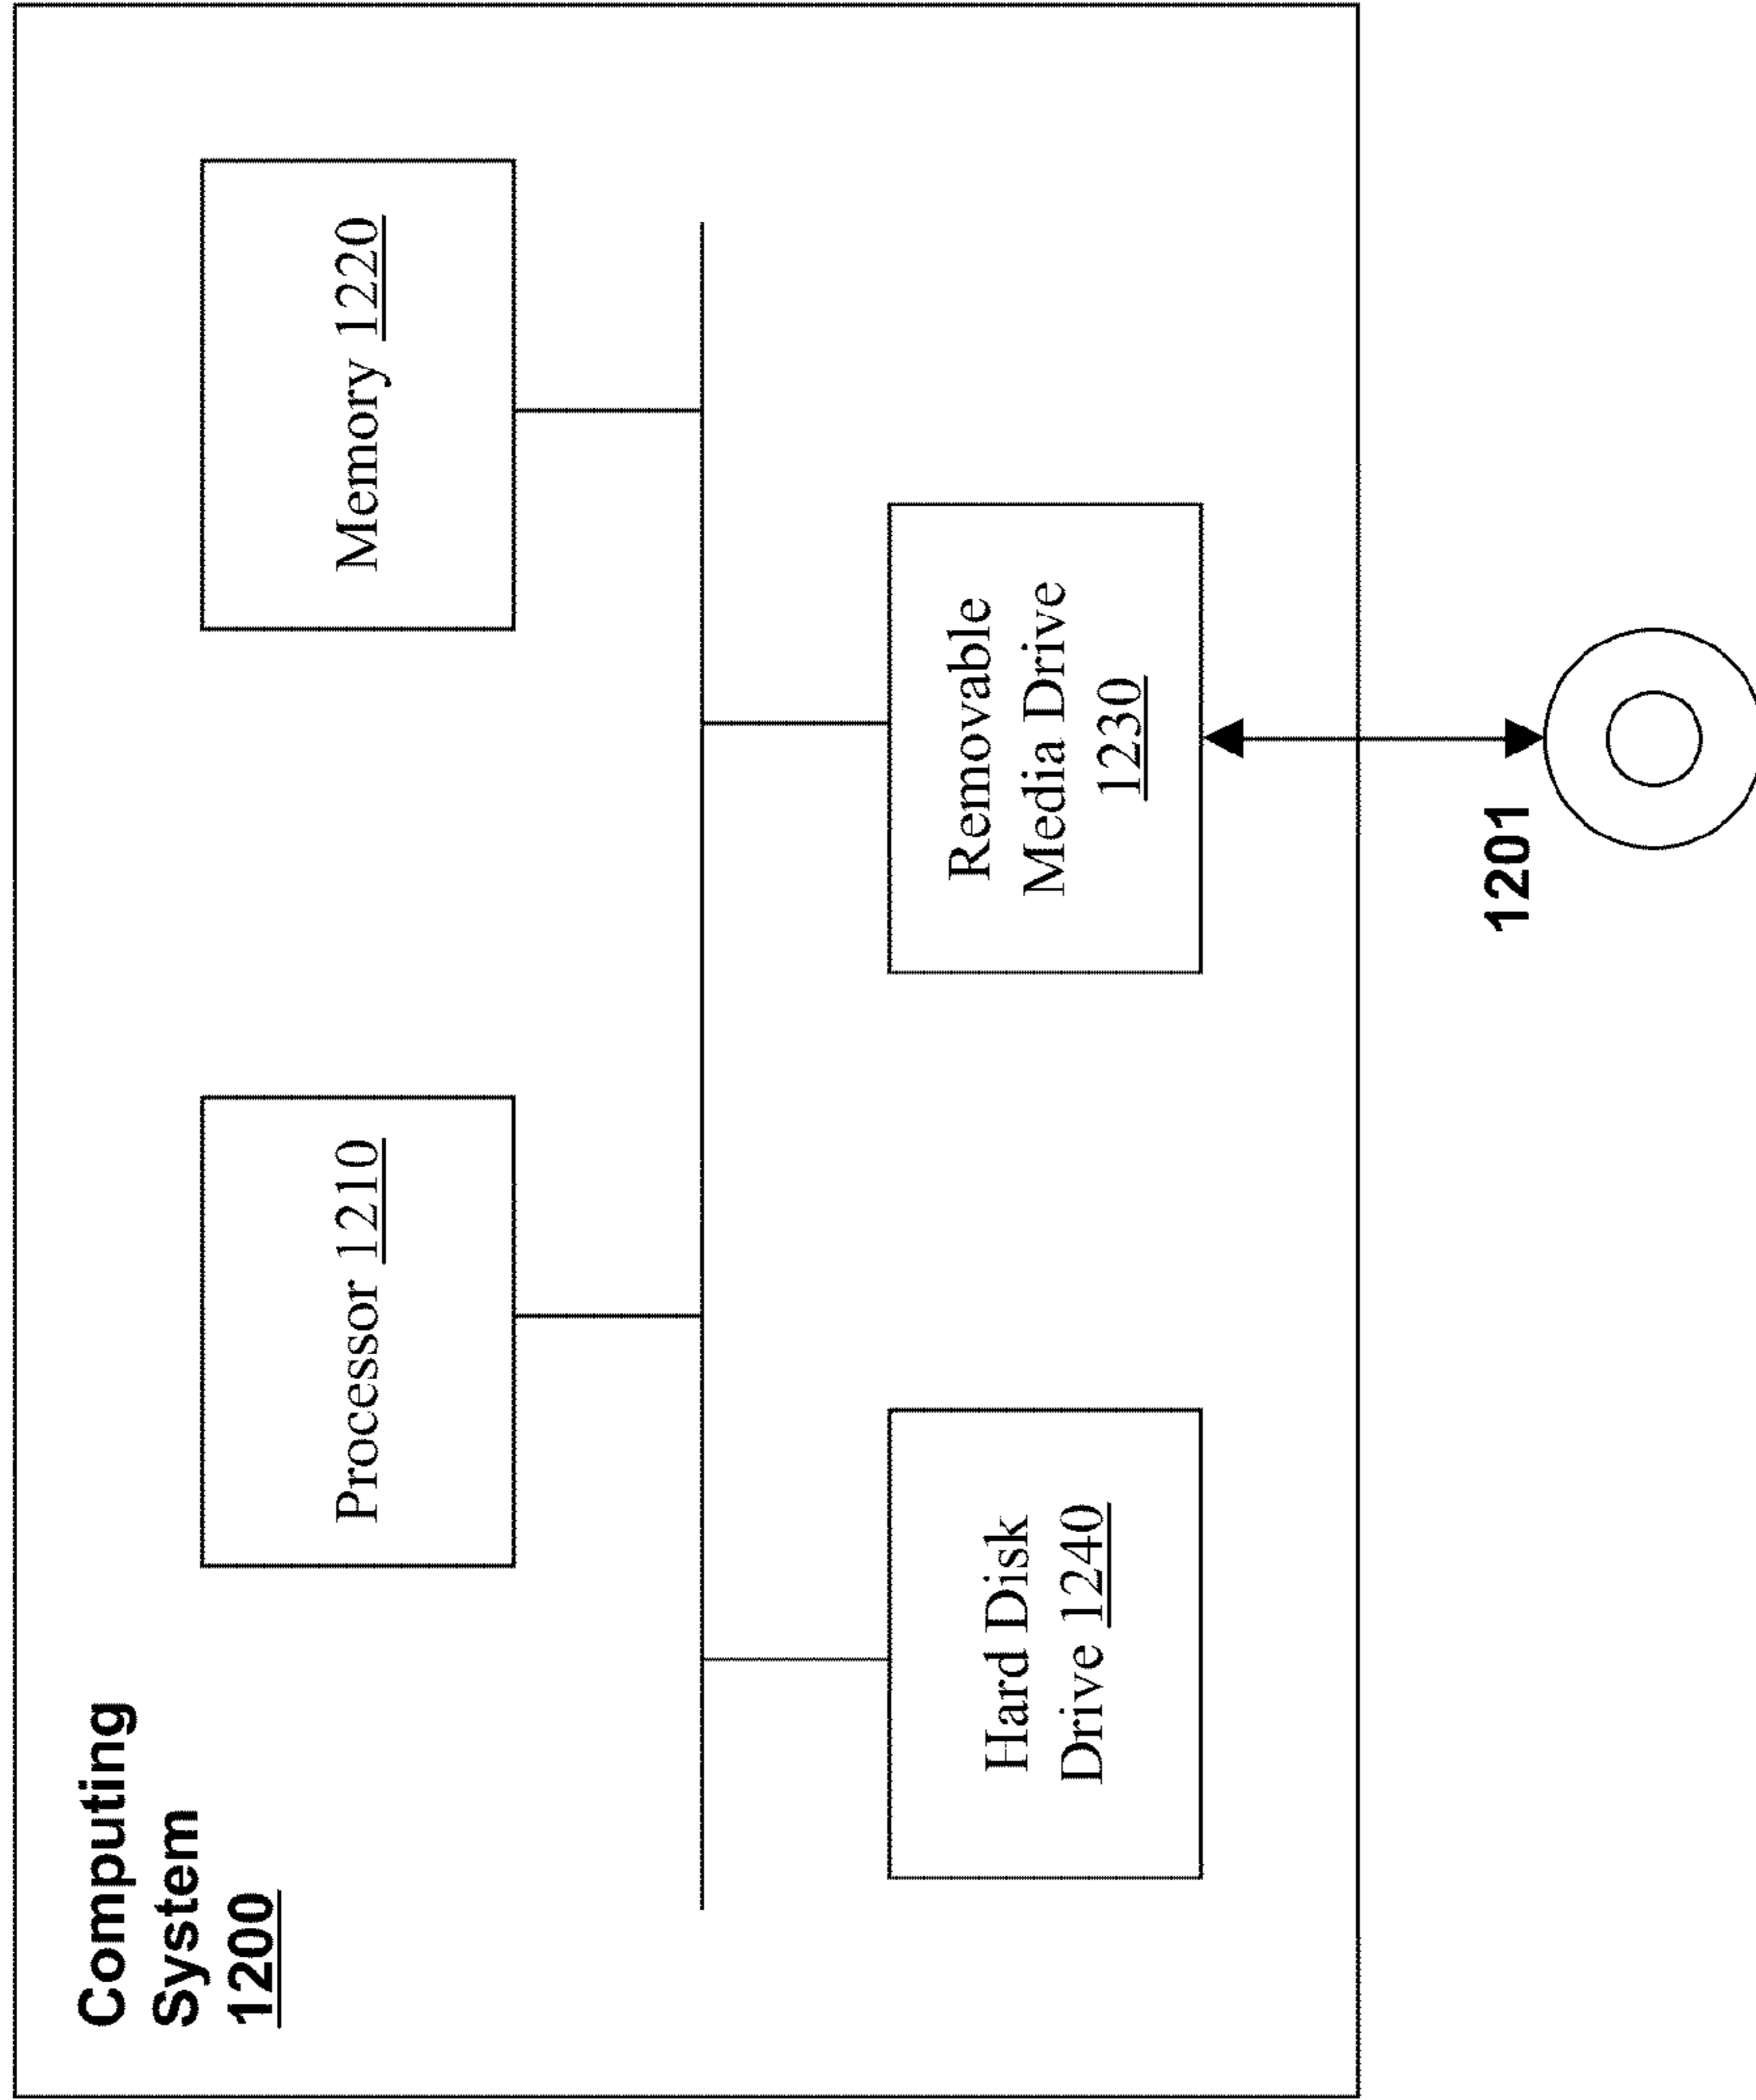 Computing
System
1200
Processor 1210
Memory 1220
Hard Disk
Drive 1240
Removable
Media Drive
1230
1201